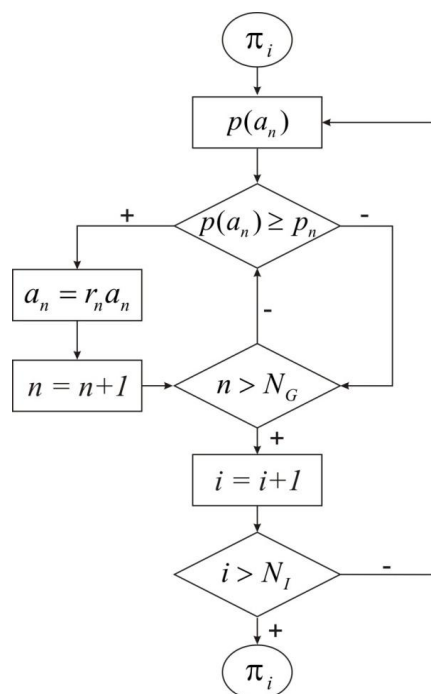 π_i
p(a_n)
+
p(a_n) ≥ p_n
-
a_n = r_n a_n
-
n = n+1
n > N_G
+
i = i+1
i > N_I
-
+
π_i